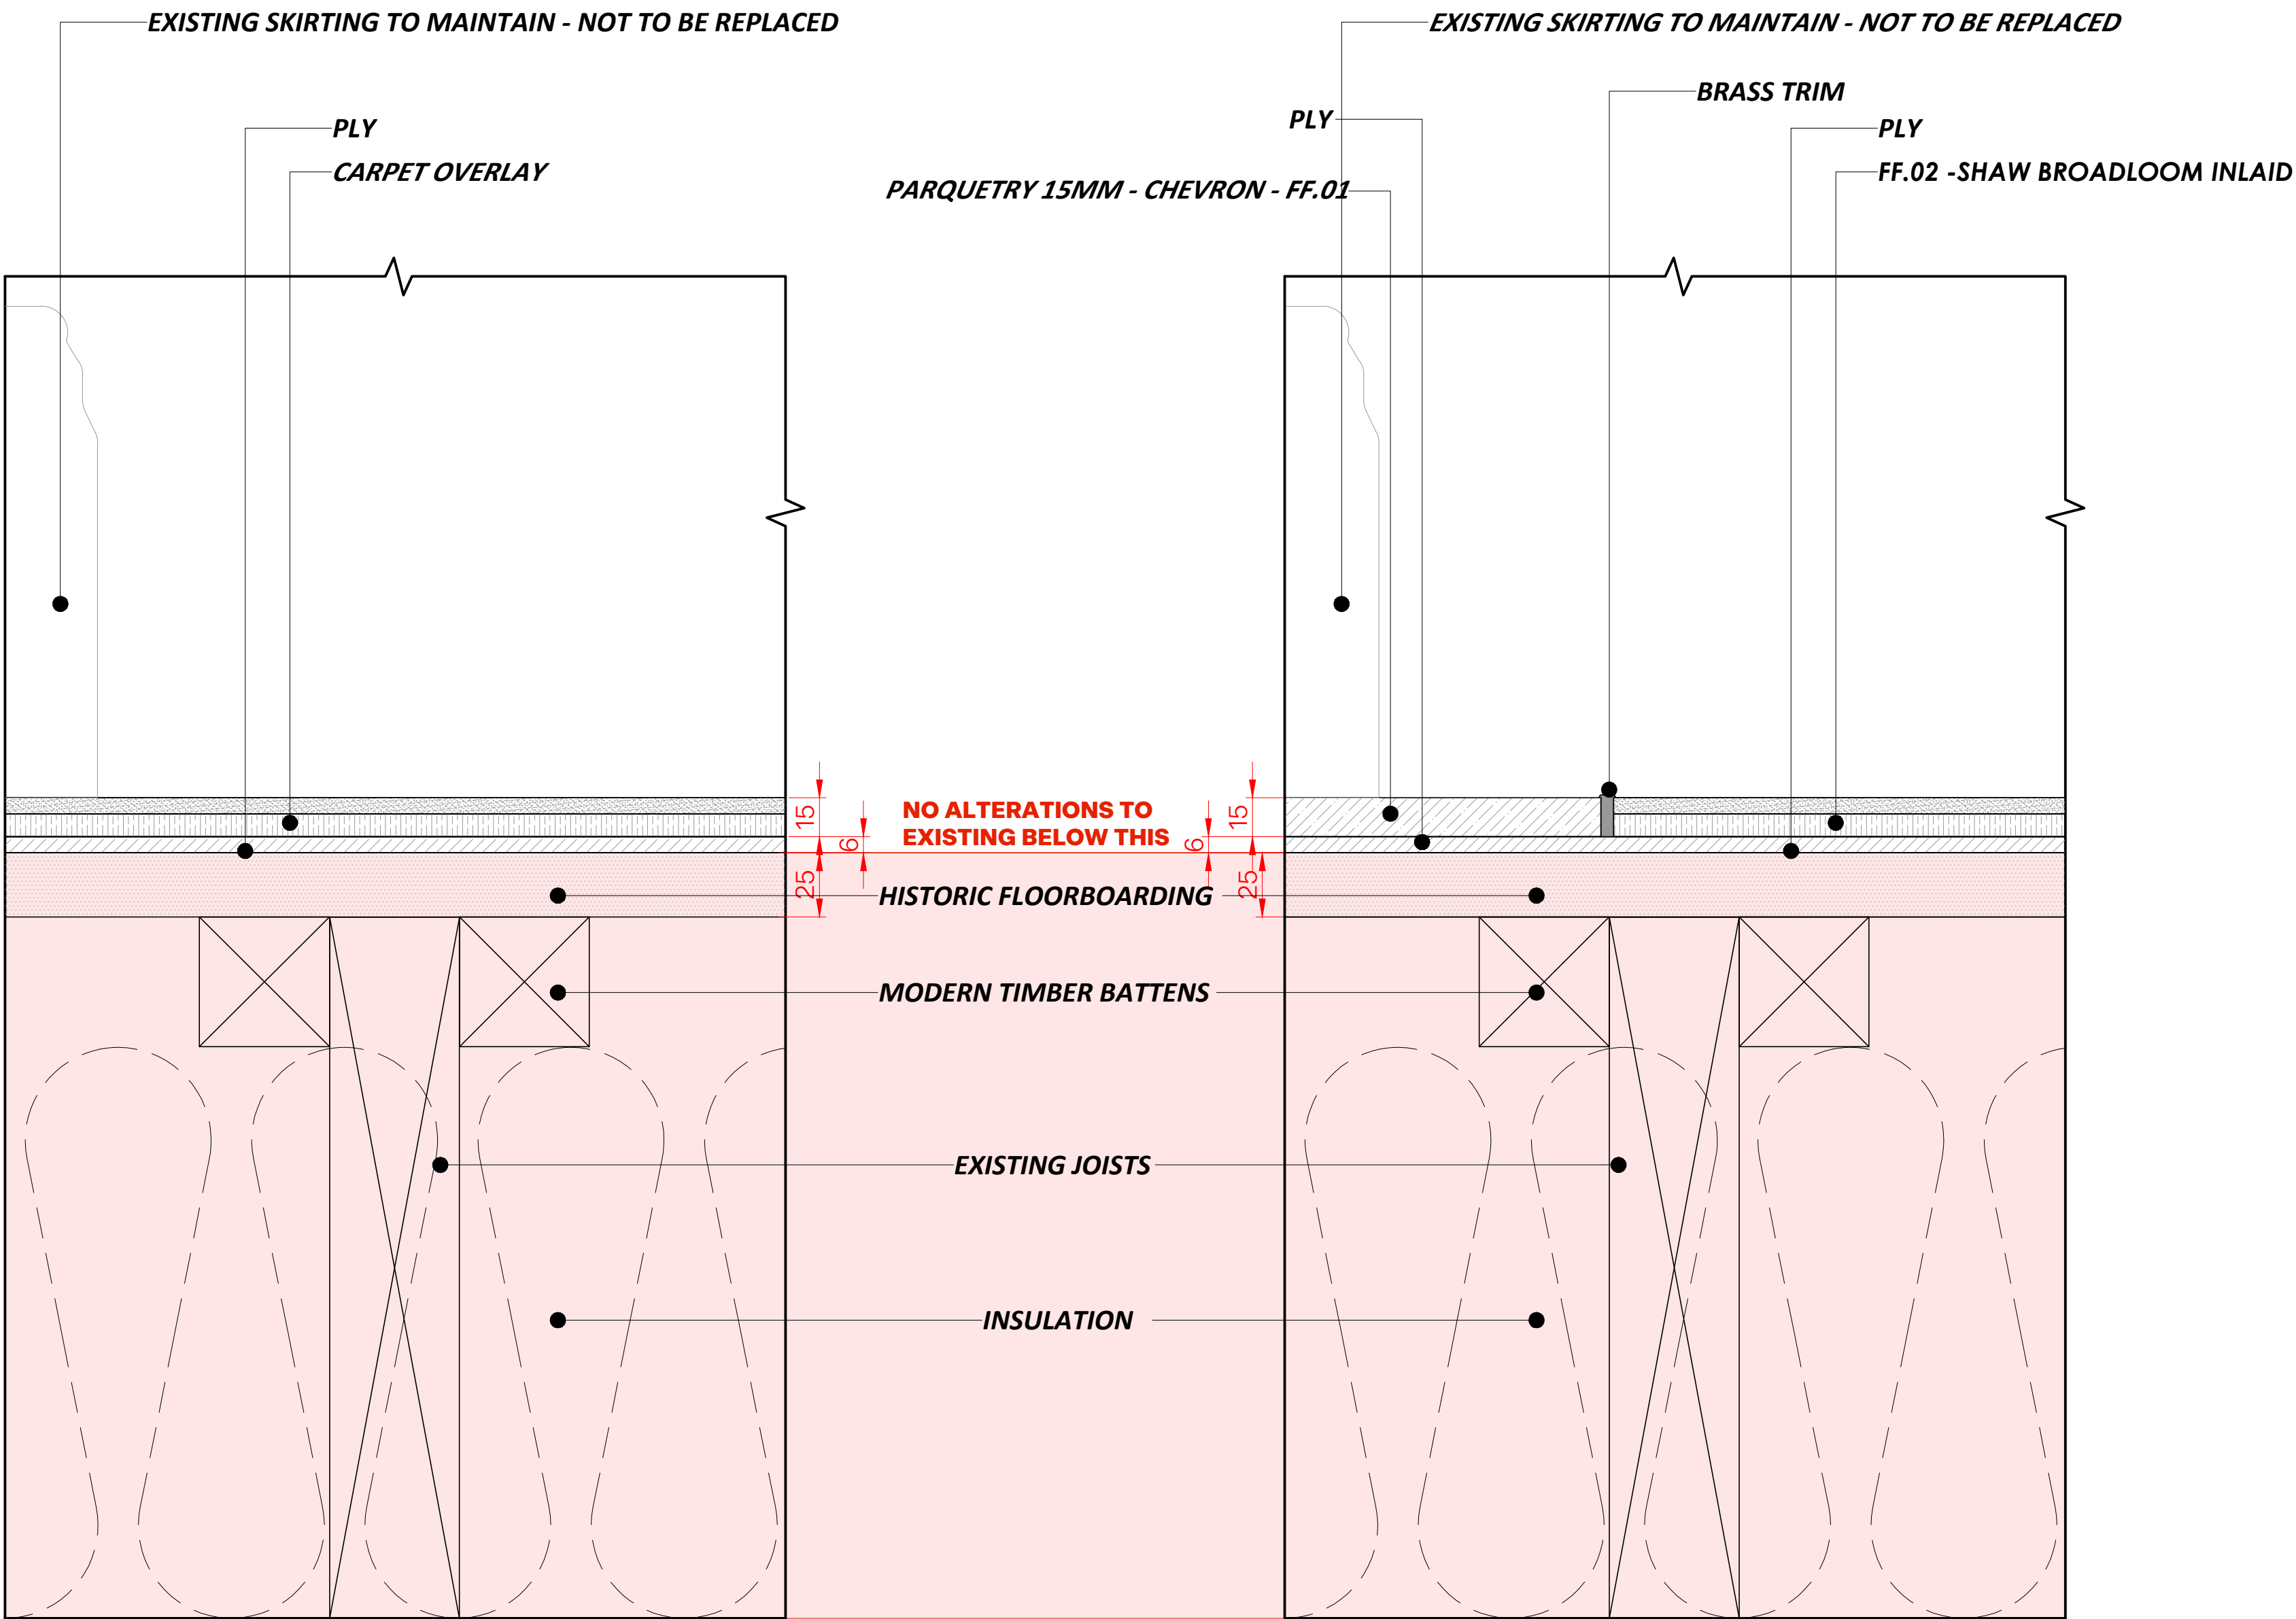 EXISTING SKIRTING TO MAINTAIN - NOT TO BE REPLACED
EXISTING SKIRTING TO MAINTAIN - NOT TO BE REPLACED
BRASS TRIM
PLY
PLY
PLY
CARPET OVERLAY
PARQUETRY 15MM - CHEVRON - FF.01
FF.02 -SHAW BROADLOOM INLAID
15
6
25
NO ALTERATIONS TO
EXISTING BELOW THIS
15
6
25
HISTORIC FLOORBOARDING
MODERN TIMBER BATTENS
EXISTING JOISTS
INSULATION